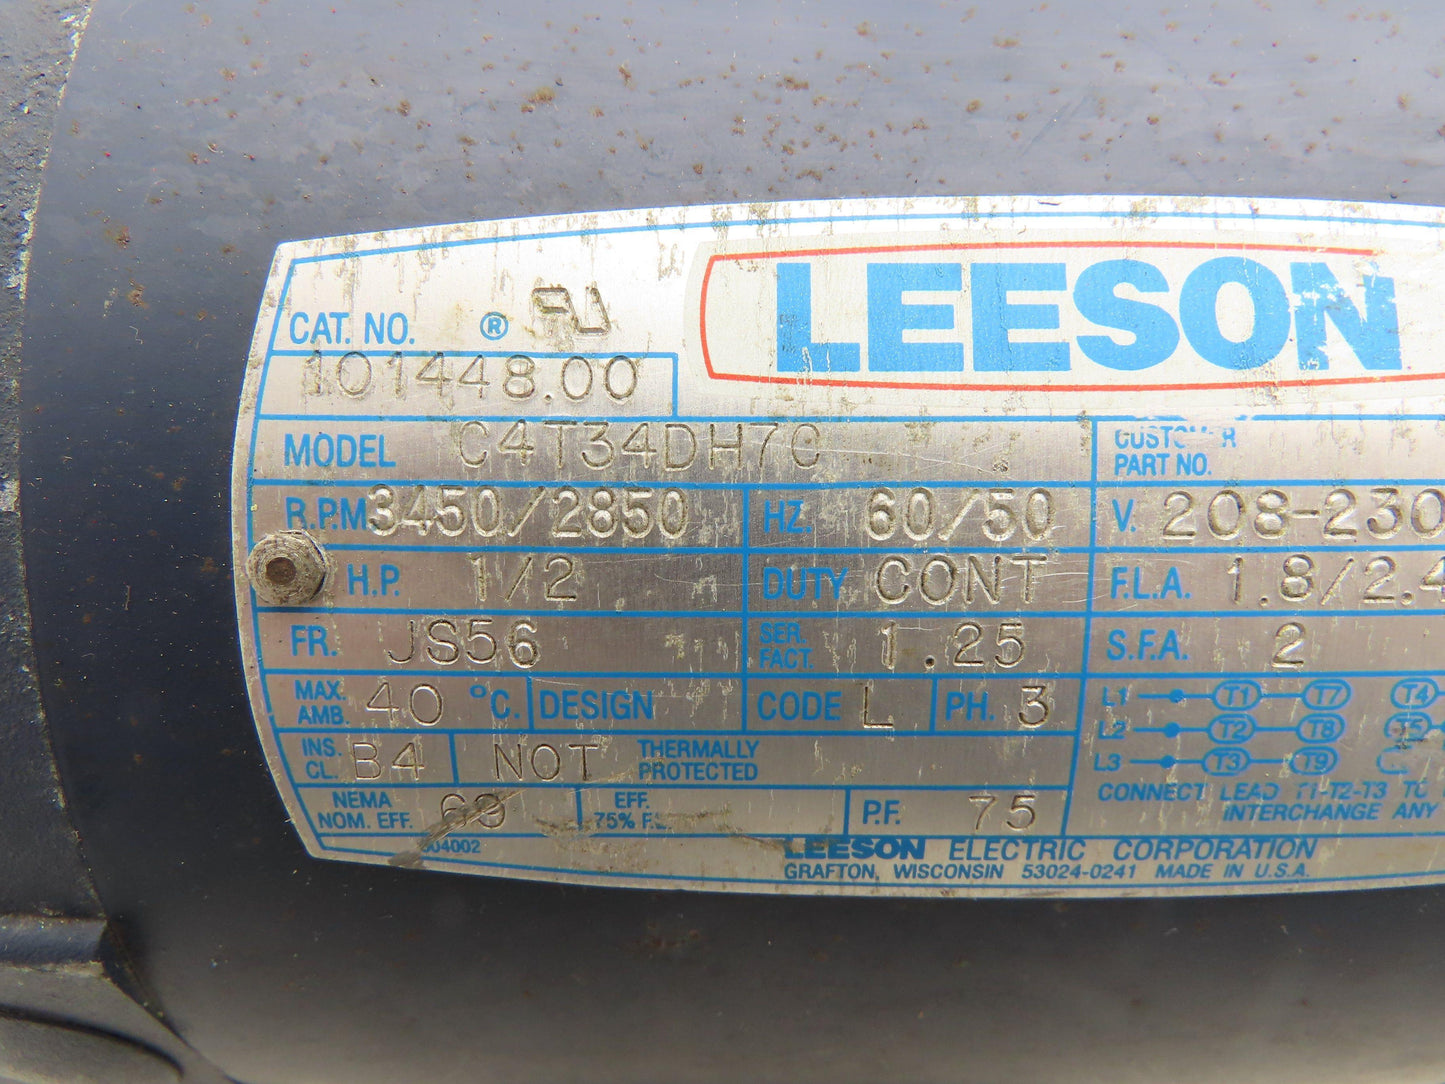 LEESON
CAT. NO. ®
101448.00
MODEL C4T34DH7C
CUSTOMER
PART NO.
R.P.M 3450/2850 HZ. 60/50 V. 208-230
H.P. 1/2 DUTY CONT F.L.A. 1.8/2.4
FR. JS56 SER. FACT. 1.25 S.F.A. 2
MAX. AMB. 40 °C. DESIGN CODE L PH. 3
L1 T1 T7 T4
L2 T2 T8 T5
L3 T3 T9
INS. CL. B4 NOT THERMALLY PROTECTED
CONNECT LEAD T1-T2-T3 TO
INTERCHANGE ANY
NEMA NOM. EFF. EFF. 75% F.L. P.F. 75
LEESON ELECTRIC CORPORATION
GRAFTON, WISCONSIN 53024-0241 MADE IN U.S.A.